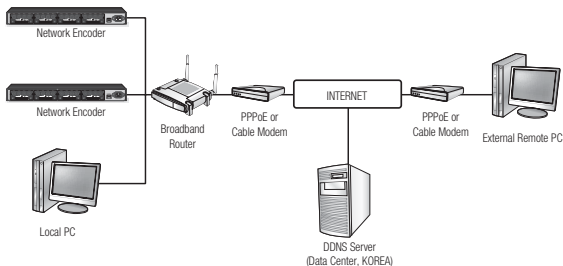 Network Encoder
Network Encoder
Local PC
Broadband
Router
PPPoE or
Cable Modem
INTERNET
PPPoE or
Cable Modem
External Remote PC
DDNS Server
(Data Center, KOREA)